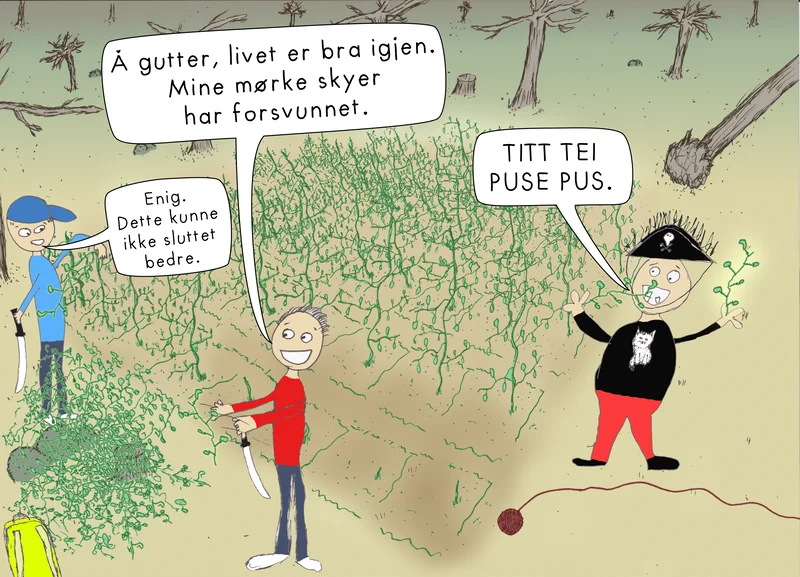 Å gutter, livet er bra igjen.
Mine mørke skyer
har forsvunnet.
TITT TEI
PUSE PUS.
Enig.
Dette kunne
ikke sluttet
bedre.